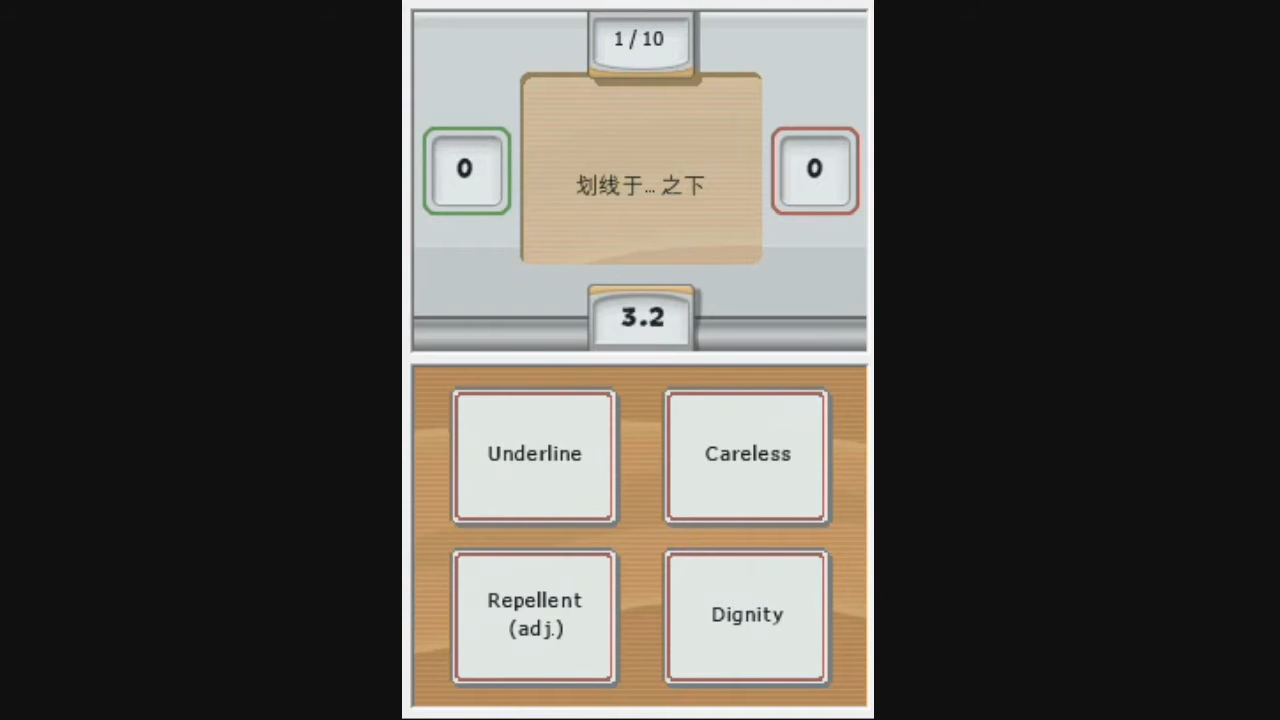 1 / 10
0
0
划线于... 之下
3.2
Underline
Careless
Repellent
(adj.)
Dignity